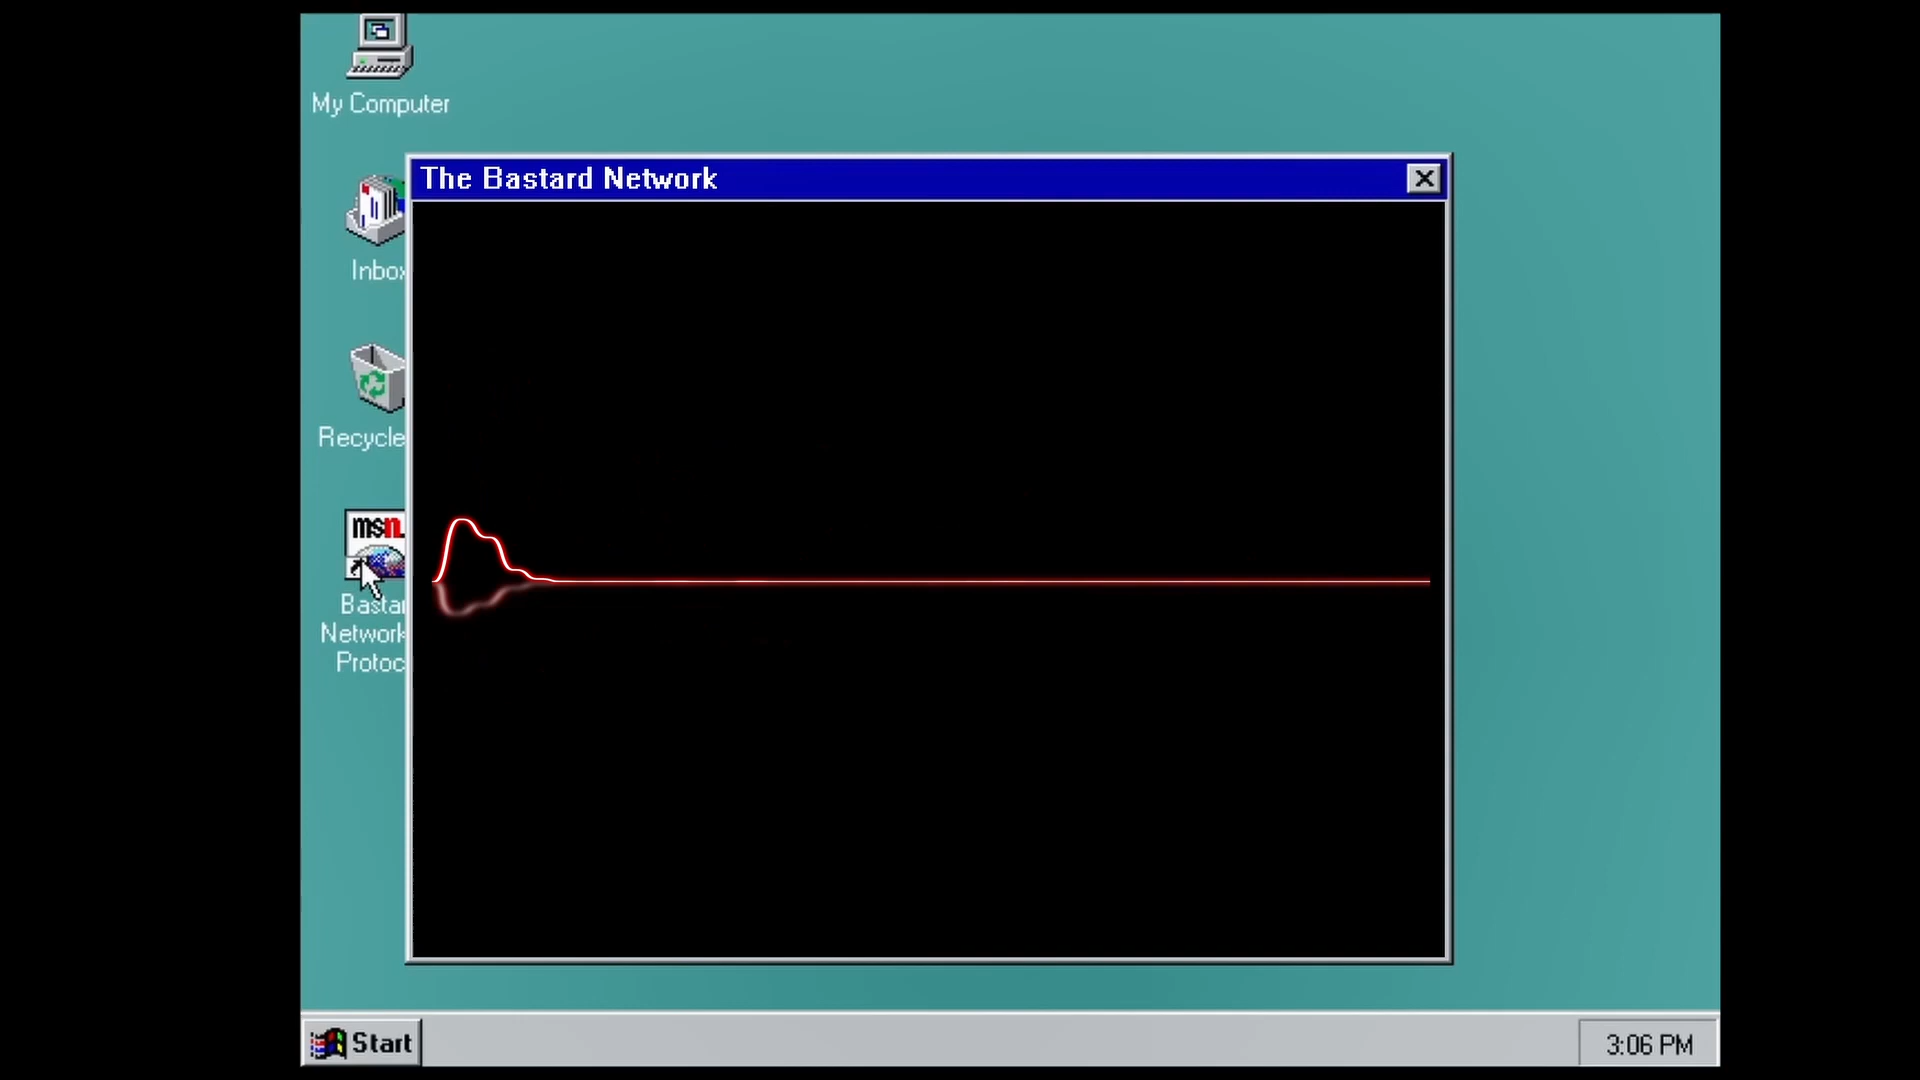 My Computer
The Bastard Network
Inbox
Recycle
msn.
Bastar
Network
Protoc
Start
3:06 PM